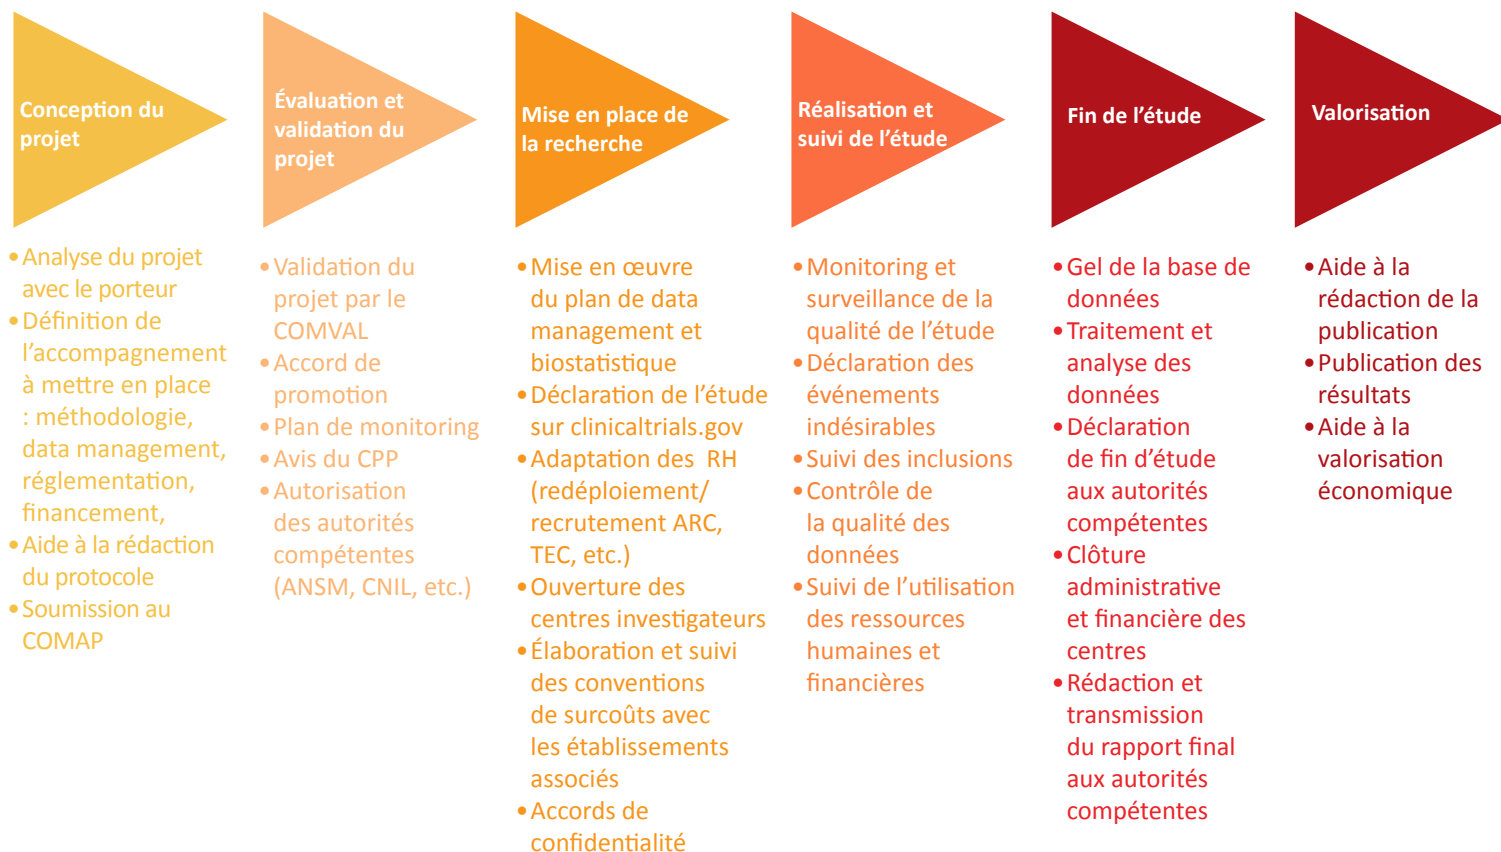 Conception du
projet
• Analyse du projet
avec le porteur
• Définition de
l’accompagnement
à mettre en place
: méthodologie,
data management,
réglementation,
financement,
• Aide à la rédaction
du protocole
• Soumission au
COMAP
Évaluation et
validation du
projet
• Validation du
projet par le
COMVAL
• Accord de
promotion
• Plan de monitoring
• Avis du CPP
• Autorisation
des autorités
compétentes
(ANSM, CNIL, etc.)
Mise en place de
la recherche
• Mise en œuvre
du plan de data
management et
biostatistique
• Déclaration de l’étude
sur clinicaltrials.gov
• Adaptation des RH
(redéploiement/
recrutement ARC,
TEC, etc.)
• Ouverture des
centres investigateurs
• Élaboration et suivi
des conventions
de surcoûts avec
les établissements
associés
• Accords de
confidentialité
Réalisation et
suivi de l’étude
• Monitoring et
surveillance de la
qualité de l’étude
• Déclaration des
événements
indésirables
• Suivi des inclusions
• Contrôle de
la qualité des
données
• Suivi de l’utilisation
des ressources
humaines et
financières
Fin de l’étude
• Gel de la base de
données
• Traitement et
analyse des
données
• Déclaration
de fin d’étude
aux autorités
compétentes
• Clôture
administrative
et financière des
centres
• Rédaction et
transmission
du rapport final
aux autorités
compétentes
Valorisation
• Aide à la
rédaction de la
publication
• Publication des
résultats
• Aide à la
valorisation
économique